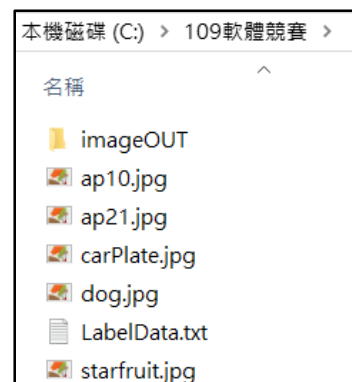 本機磁碟 (C:) > 109軟體競賽 >
名稱
imageOUT
ap10.jpg
ap21.jpg
carPlate.jpg
dog.jpg
LabelData.txt
starfruit.jpg